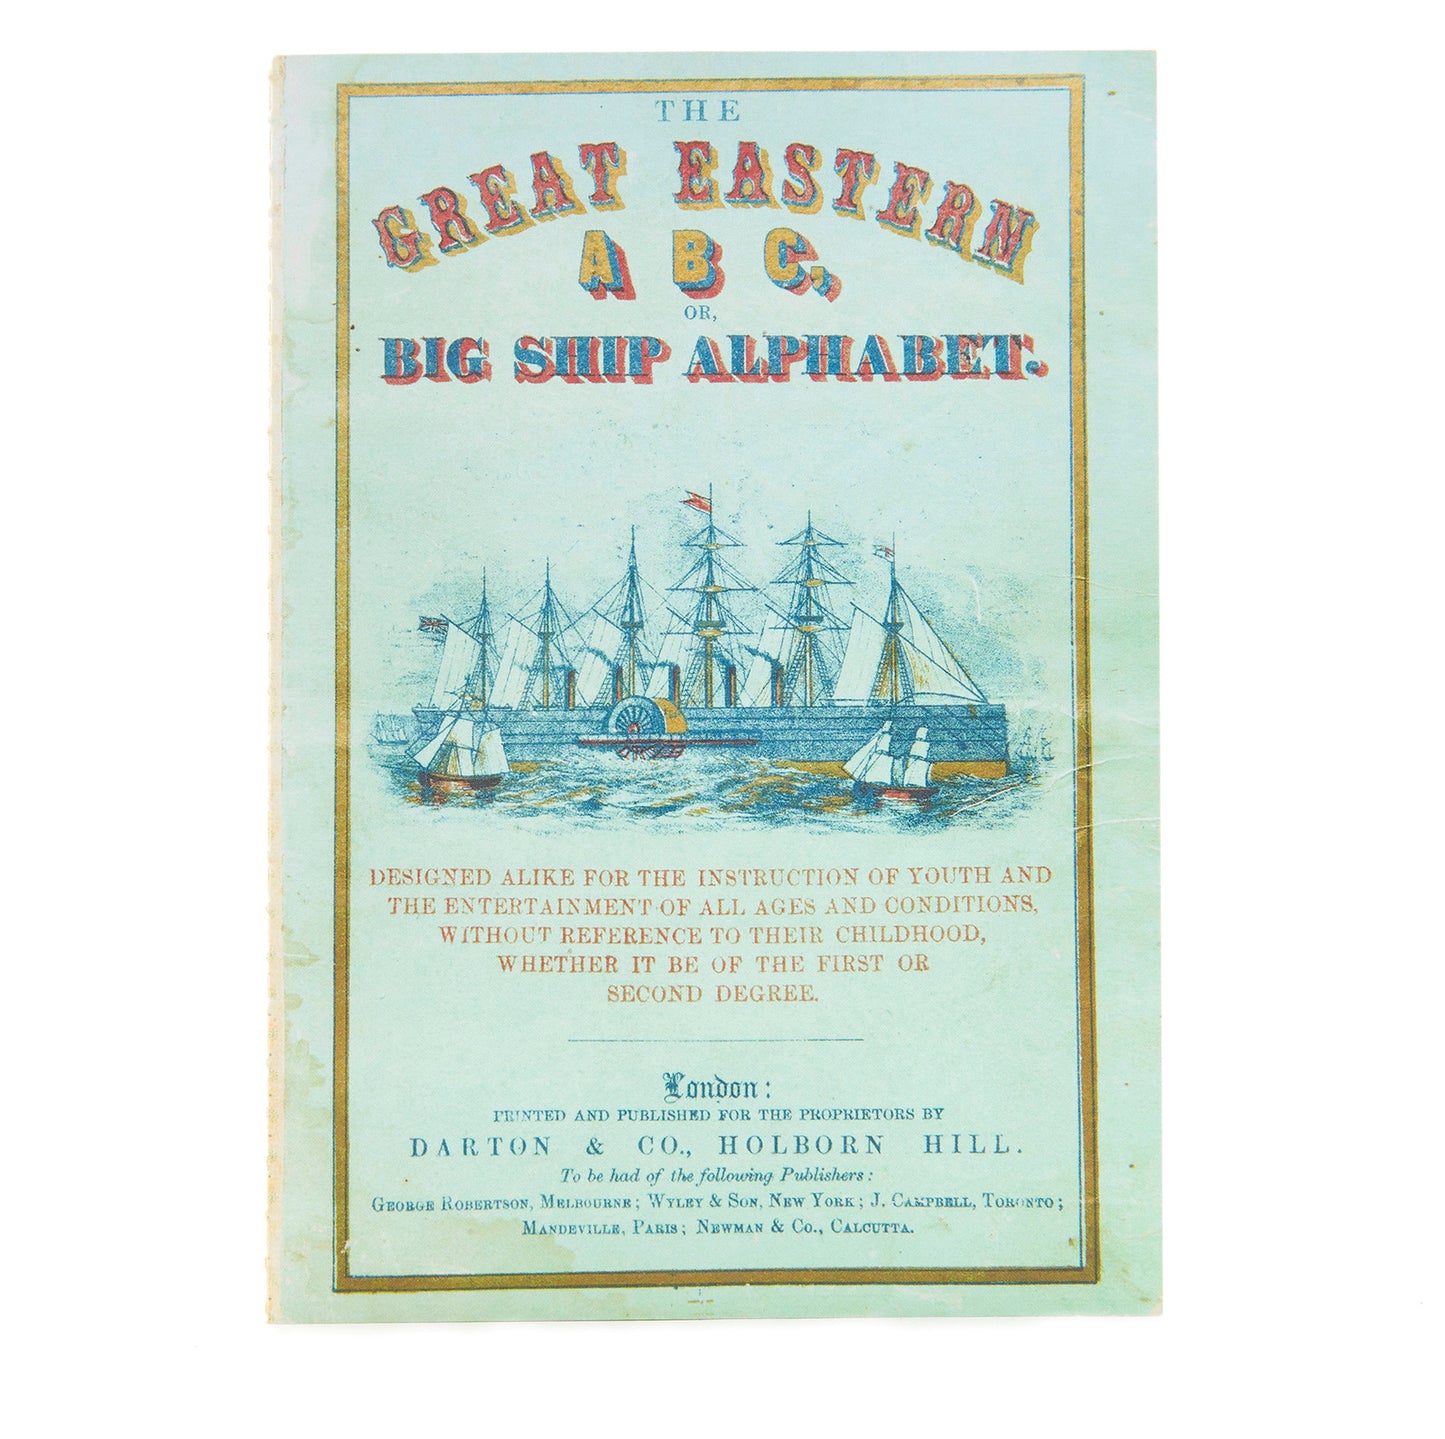 THE
GREAT EASTERN
A B C,
OR,
BIG SHIP ALPHABET.
DESIGNED ALIKE FOR THE INSTRUCTION OF YOUTH AND
THE ENTERTAINMENT OF ALL AGES AND CONDITIONS,
WITHOUT REFERENCE TO THEIR CHILDHOOD,
WHETHER IT BE OF THE FIRST OR
SECOND DEGREE.
London:
PRINTED AND PUBLISHED FOR THE PROPRIETORS BY
DARTON & CO., HOLBORN HILL.
To be had of the following Publishers:
GEORGE ROBERTSON, MELBOURNE; WYLEY & SON, NEW YORK; J. CAMPBELL, TORONTO;
MANDEVILLE, PARIS; NEWMAN & CO., CALCUTTA.